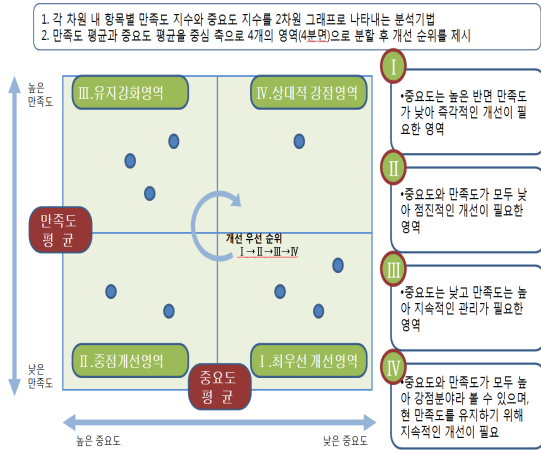 1. 각 차원 내 항목별 만족도 지수와 중요도 지수를 2차원 그래프로 나타내는 분석기법
2. 만족도 평균과 중요도 평균을 중심 축으로 4개의 영역(4분면)으로 분할 후 개선 순위를 제시
높은
만족도
Ⅲ.유지강화영역
Ⅳ.상대적 강점영역
만족도
평 균
개선 우선 순위
Ⅰ→Ⅱ→Ⅲ→Ⅳ
낮은
만족도
Ⅱ.중점개선영역
Ⅰ.최우선 개선영역
중요도
평 균
높은 중요도
낮은 중요도
Ⅰ
•중요도는 높은 반면 만족도
가 낮아 즉각적인 개선이 필
요한 영역
Ⅱ
•중요도와 만족도가 모두 낮
아 점진적인 개선이 필요한
영역
Ⅲ
•중요도는 낮고 만족도는 높
아 지속적인 관리가 필요한
영역
Ⅳ
•중요도와 만족도가 모두 높
아 강점분야라 볼 수 있으며,
현 만족도를 유지하기 위해
지속적인 개선이 필요